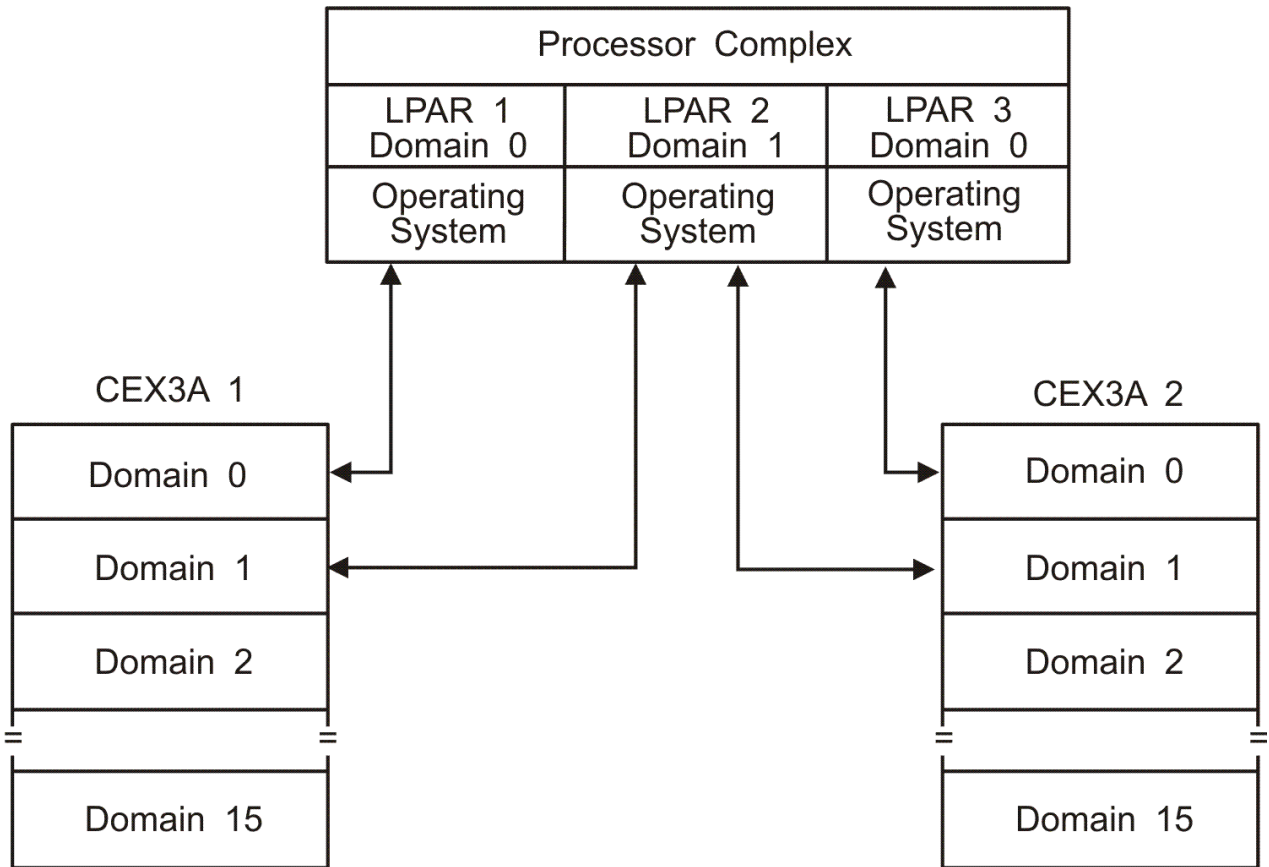 Processor Complex
LPAR 1
Domain 0
LPAR 2
Domain 1
LPAR 3
Domain 0
Operating
System
Operating
System
Operating
System
CEX3A 1
Domain 0
Domain 1
Domain 2
=
=
Domain 15
CEX3A 2
Domain 0
Domain 1
Domain 2
=
=
Domain 15